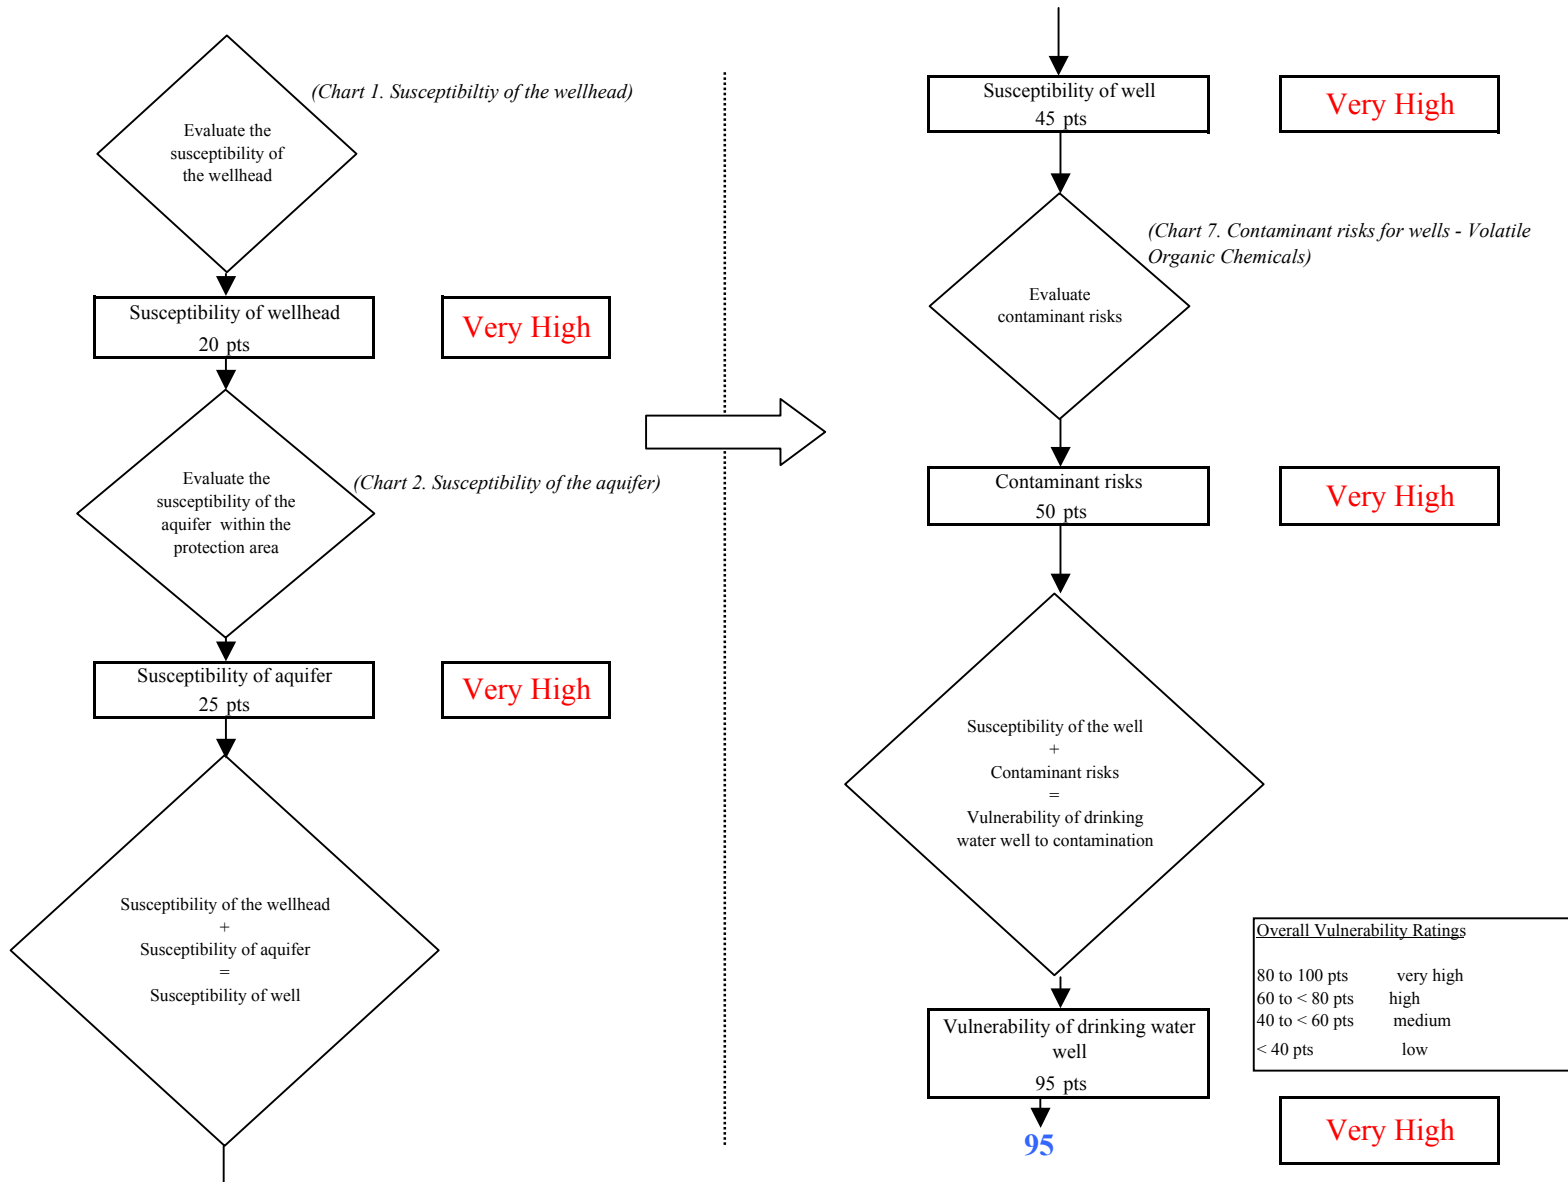 (Chart 1. Susceptibiltiy of the wellhead)
Evaluate the
susceptibility of
the wellhead
Susceptibility of wellhead
20 pts
Very High
Evaluate the
susceptibility of the
aquifer within the
protection area
(Chart 2. Susceptibility of the aquifer)
Susceptibility of aquifer
25 pts
Very High
Susceptibility of the wellhead
+
Susceptibility of aquifer
=
Susceptibility of well
Susceptibility of well
45 pts
Very High
(Chart 7. Contaminant risks for wells - Volatile
Organic Chemicals)
Evaluate
contaminant risks
Contaminant risks
50 pts
Very High
Susceptibility of the well
+
Contaminant risks
=
Vulnerability of drinking
water well to contamination
Overall Vulnerability Ratings
80 to 100 pts very high
60 to < 80 pts high
40 to < 60 pts medium
< 40 pts low
Vulnerability of drinking water
well
95 pts
95
Very High